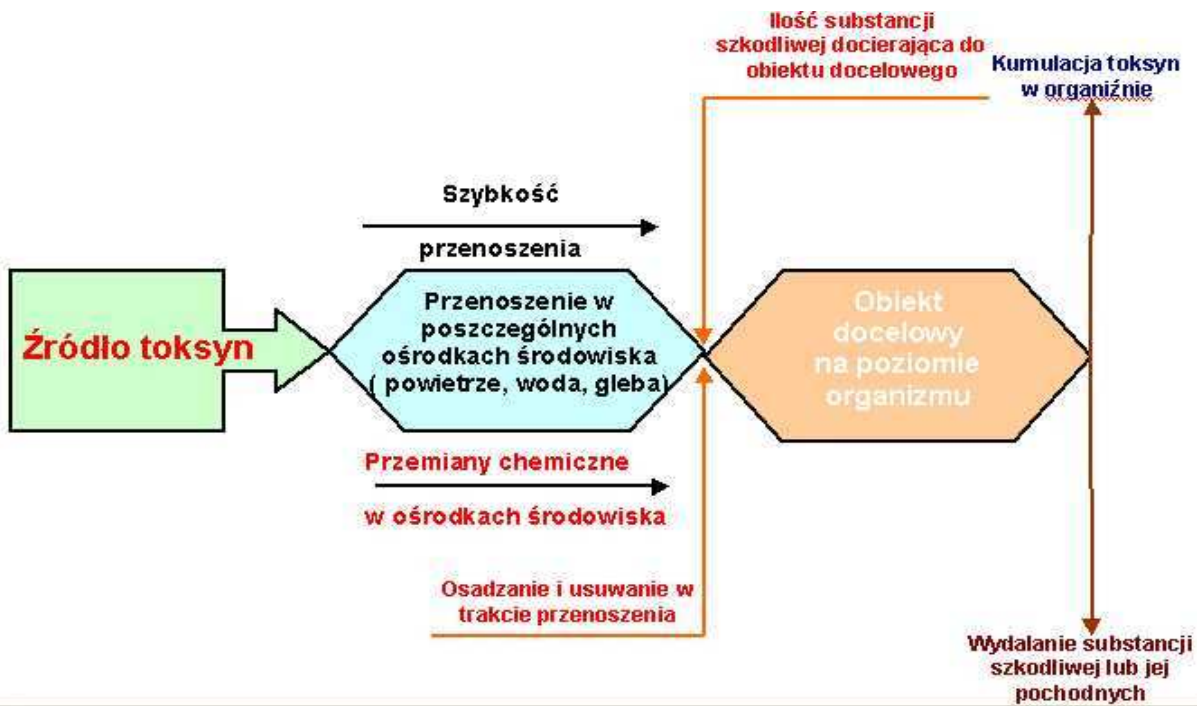 Ilość substancji
szkodliwej docierająca do
obiektu docelowego
Kumulacja toksyn
w organiźnie
Szybkość
przenoszenia
Źródło toksyn
Przenoszenie w
poszczególnych
ośrodkach środowiska
( powietrze, woda, gleba)
Obiekt
docelowy
na poziomie
organizmu
Przemiany chemiczne
w ośrodkach środowiska
Osadzanie i usuwanie w
trakcie przenoszenia
Wydalanie substancji
szkodliwej lub jej
pochodnych